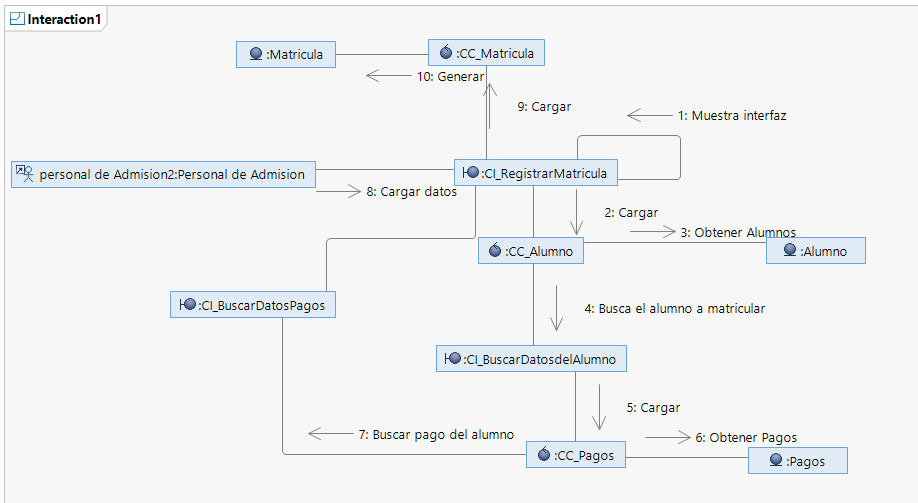 Interaction1
:Matricula
:CC_Matricula
10: Generar
9: Cargar
1: Muestra interfaz
personal de Admision2:Personal de Admision
:CI_RegistrarMatricula
8: Cargar datos
2: Cargar
3: Obtener Alumnos
:CC_Alumno
:Alumno
:CI_BuscarDatosPagos
4: Busca el alumno a matricular
:CI_BuscarDatosdelAlumno
5: Cargar
7: Buscar pago del alumno
6: Obtener Pagos
:CC_Pagos
:Pagos